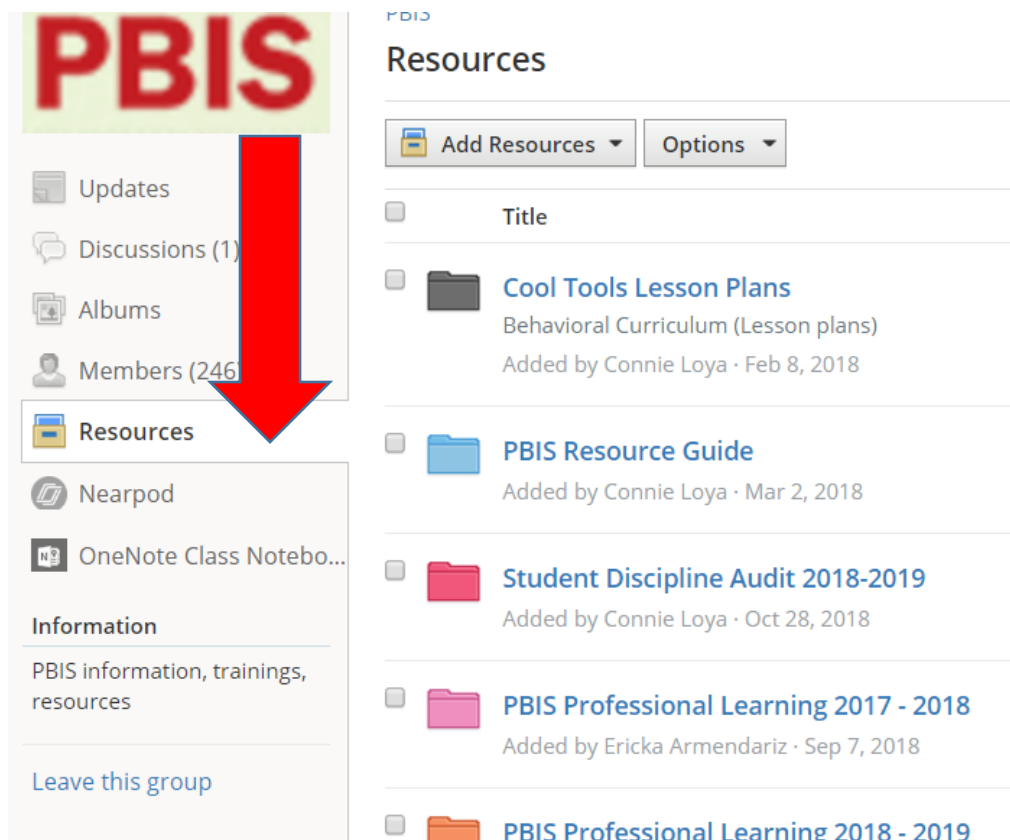 PBIS
Updates
Discussions (1)
Albums
Members (246
Resources
Nearpod
OneNote Class Notebo...
Information
PBIS information, trainings,
resources
Leave this group
PBIS
Resources
Add Resources
Options
Title
Cool Tools Lesson Plans
Behavioral Curriculum (Lesson plans)
Added by Connie Loya · Feb 8, 2018
PBIS Resource Guide
Added by Connie Loya · Mar 2, 2018
Student Discipline Audit 2018-2019
Added by Connie Loya · Oct 28, 2018
PBIS Professional Learning 2017 - 2018
Added by Ericka Armendariz · Sep 7, 2018
PBIS Professional Learning 2018 - 2019